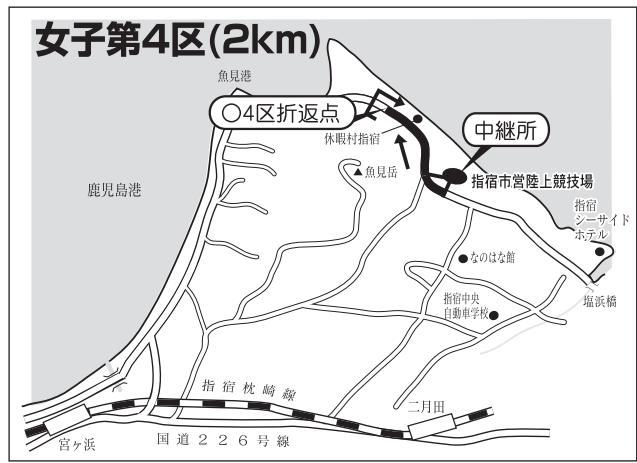 女子第4区(2km)
魚見港
○4区折返点
中継所
休暇村指宿
魚見岳
指宿市営陸上競技場
鹿児島港
指宿
シーサイド
ホテル
なのはな館
指宿中央
自動車学校
塩浜橋
指宿枕崎線
二月田
宮ヶ浜
国道226号線